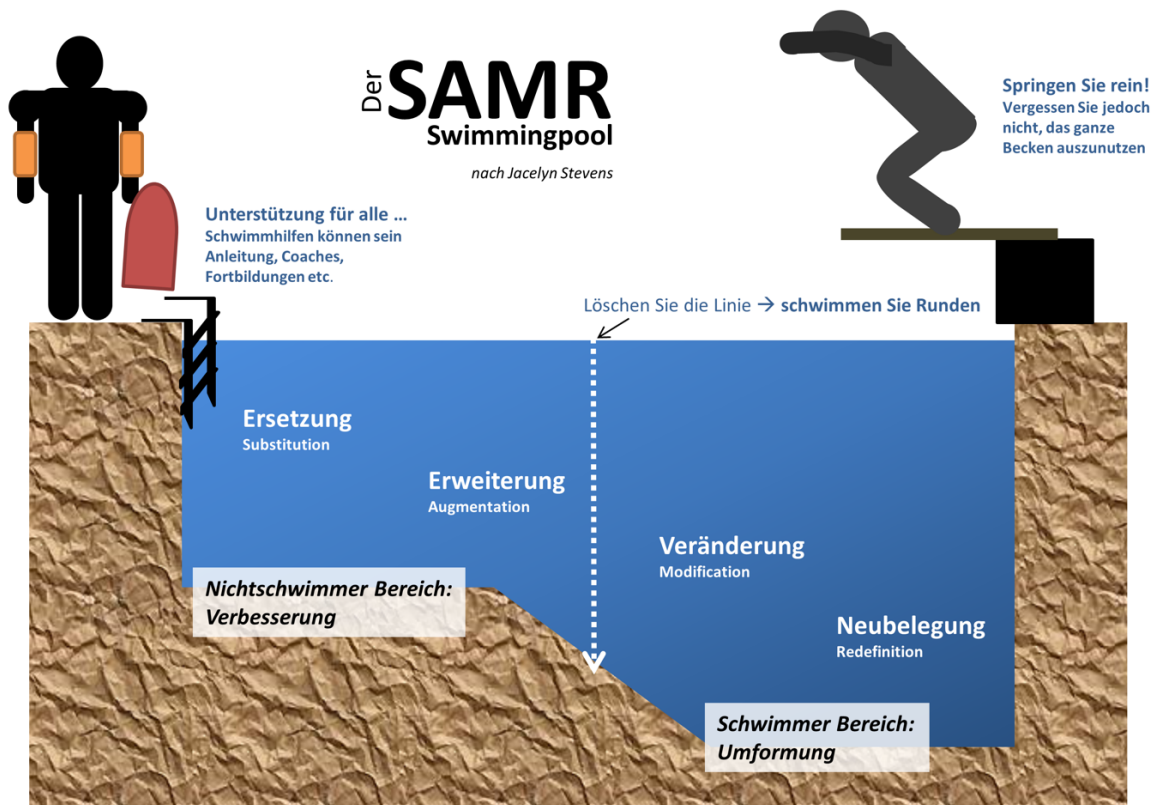 Der SAMR
Swimmingpool
nach Jacelyn Stevens
Springen Sie rein!
Vergessen Sie jedoch
nicht, das ganze
Becken auszunutzen
Unterstützung für alle ...
Schwimmhilfen können sein
Anleitung, Coaches,
Fortbildungen etc.
Löschen Sie die Linie → schwimmen Sie Runden
Ersetzung
Substitution
Erweiterung
Augmentation
Veränderung
Modification
Neubelegung
Redefinition
Nichtschwimmer Bereich:
Verbesserung
Schwimmer Bereich:
Umformung